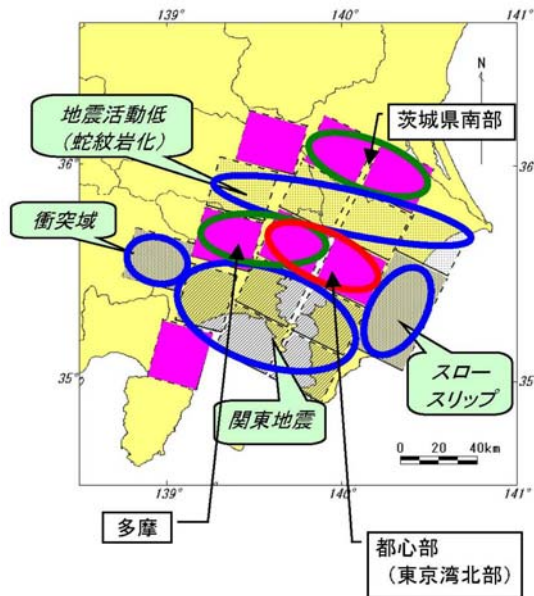 139°
140°
141°
N
地震活動低
(蛇紋岩化)
茨城県南部
36°
36°
衝突域
35°
35°
スロー
スリップ
関東地震
0 20 40km
139°
140°
141°
多摩
都心部
(東京湾北部)